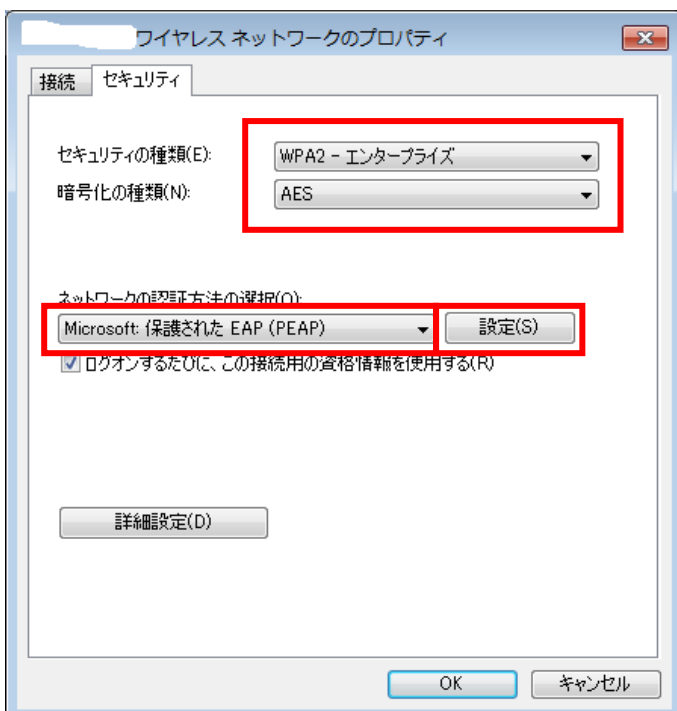 ワイヤレス ネットワークのプロパティ
接続 セキュリティ
セキュリティの種類(E): WPA2 - エンタープライズ
暗号化の種類(N): AES
ネットワークの認証方法の選択(O):
Microsoft: 保護された EAP (PEAP) 設定(S)
ログオンするたびに、この接続用の資格情報を使用する(R)
詳細設定(D)
OK キャンセル